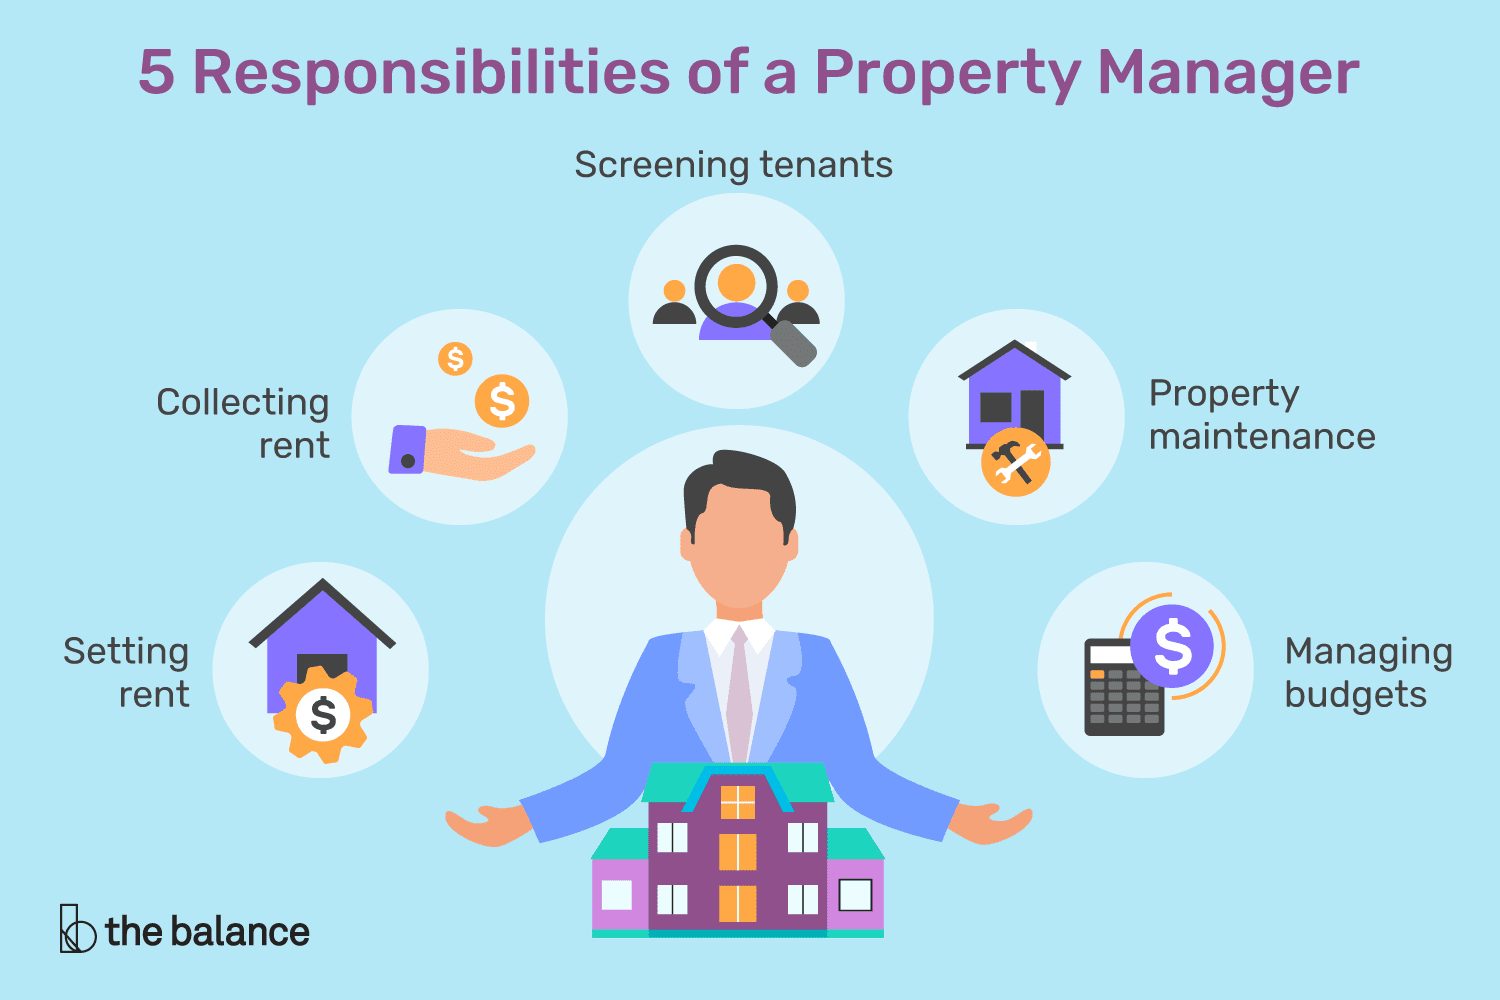 5 Responsibilities of a Property Manager
Screening tenants
Collecting
rent
$
$
Property
maintenance
Setting
rent
$
Managing
budgets
$
the balance